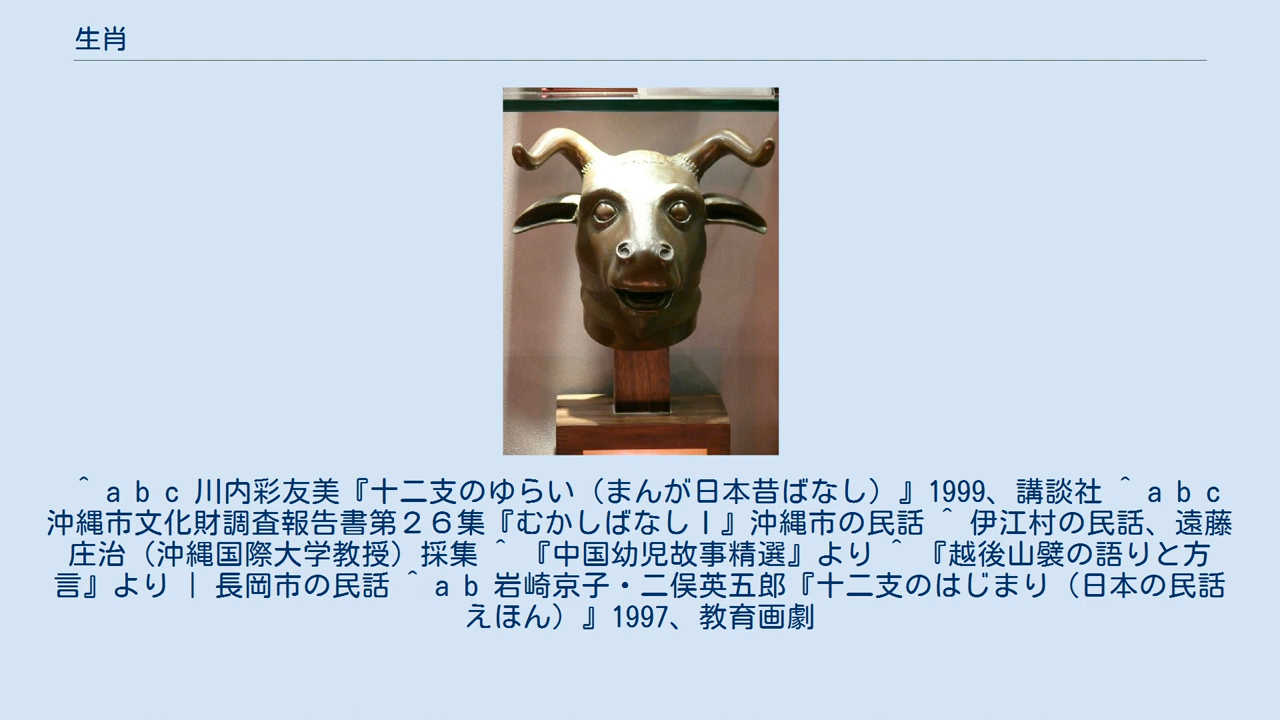 生肖
＾ a b c 川内彩友美『十二支のゆらい（まんが日本昔ばなし）』1999、講談社 ＾ a b c
沖縄市文化財調査報告書第２６集『むかしばなしⅠ』沖縄市の民話 ＾ 伊江村の民話、遠藤
庄治（沖縄国際大学教授）採集 ＾ 『中国幼児故事精選』より ＾ 『越後山襞の語りと方
言』より ｜ 長岡市の民話 ＾ a b 岩崎京子・二俣英五郎『十二支のはじまり（日本の民話
えほん）』1997、教育画劇